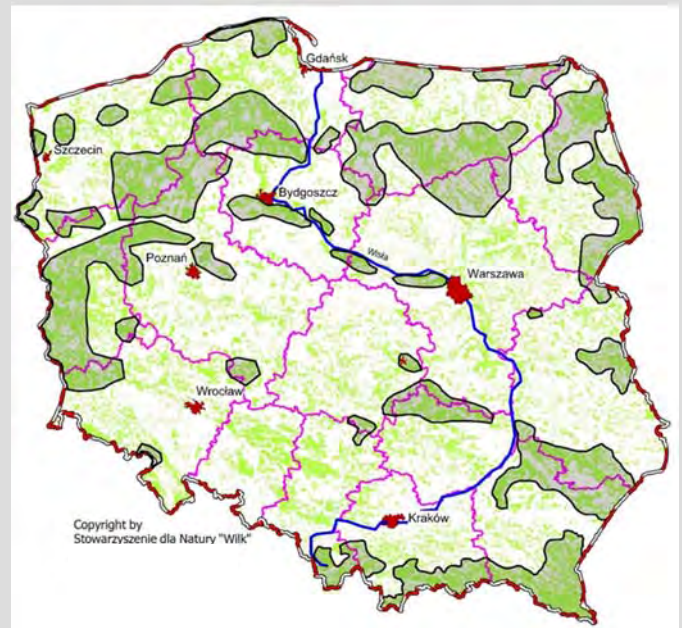 Gdańsk
Szczecin
Bydgoszcz
Wisła
Poznań
Warszawa
Wrocław
Kraków
Copyright by
Stowarzyszenie dla Natury "Wilk"